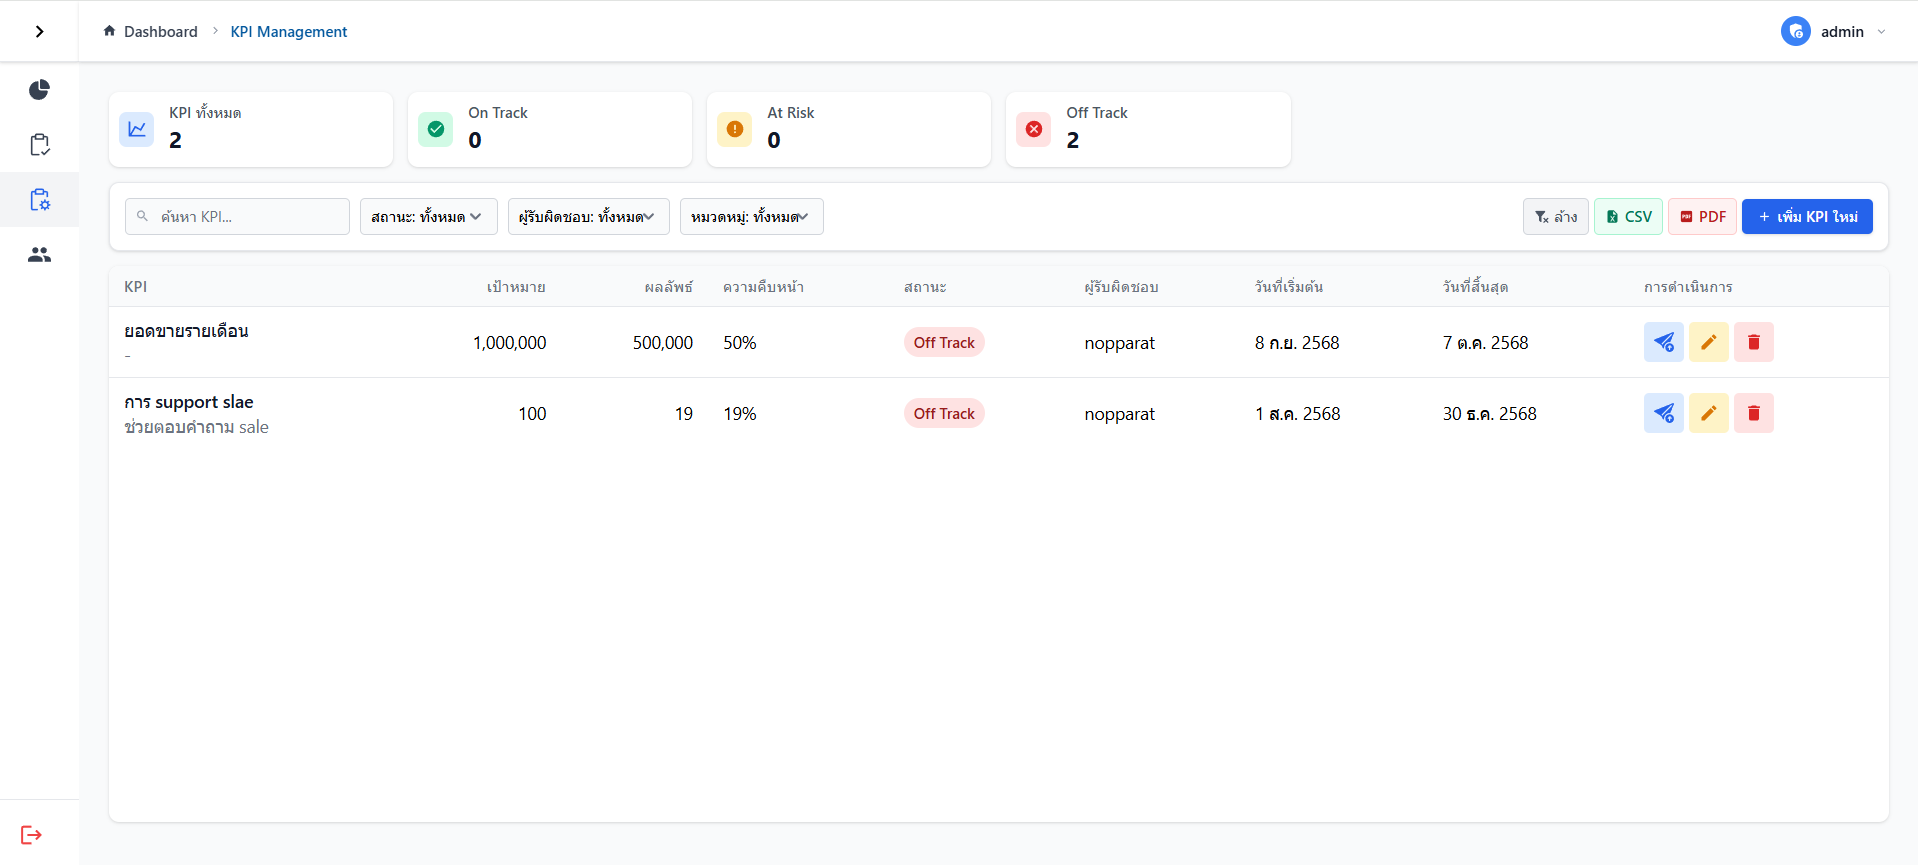 Dashboard > KPI Management
admin
KPI ทั้งหมด
2
On Track
0
At Risk
0
Off Track
2
ค้นหา KPI...
สถานะ: ทั้งหมด
ผู้รับผิดชอบ: ทั้งหมด
หมวดหมู่: ทั้งหมด
ล้าง
CSV
PDF
+ เพิ่ม KPI ใหม่
KPI เป้าหมาย ผลลัพธ์ ความคืบหน้า สถานะ ผู้รับผิดชอบ วันที่เริ่มต้น วันที่สิ้นสุด การดำเนินการ
ยอดขายรายเดือน
-
1,000,000 500,000 50% Off Track nopparat 8 ก.ย. 2568 7 ต.ค. 2568
การ support slae
ช่วยตอบคำถาม sale
100 19 19% Off Track nopparat 1 ส.ค. 2568 30 ธ.ค. 2568